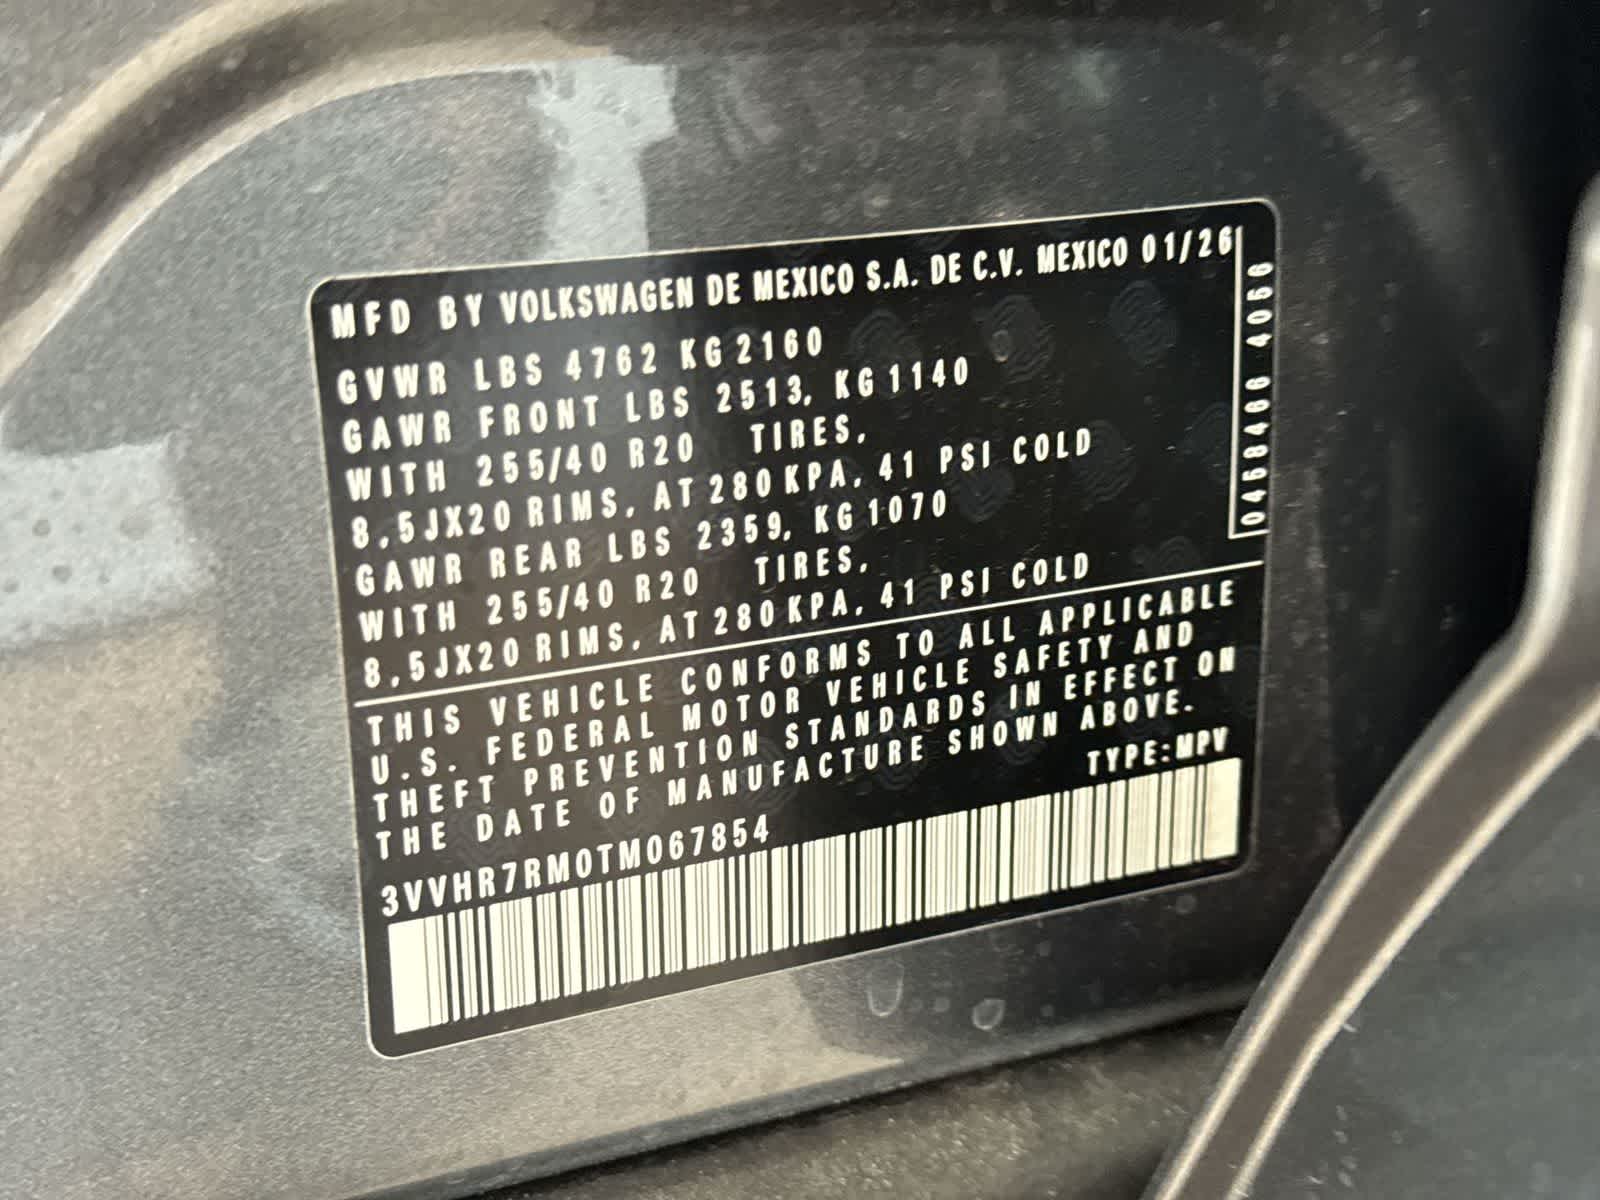 MFD BY VOLKSWAGEN DE MEXICO S.A. DE C.V. MEXICO 01/26
GVWR LBS 4762 KG 2160
GAWR FRONT LBS 2513, KG 1140
WITH 255/40 R20 TIRES,
8,5JX20 RIMS, AT 280 KPA, 41 PSI COLD
GAWR REAR LBS 2359, KG 1070
WITH 255/40 R20 TIRES,
8,5JX20 RIMS, AT 280 KPA, 41 PSI COLD
0468466 4066
THIS VEHICLE CONFORMS TO ALL APPLICABLE
U.S. FEDERAL MOTOR VEHICLE SAFETY AND
THEFT PREVENTION STANDARDS IN EFFECT ON
THE DATE OF MANUFACTURE SHOWN ABOVE.
TYPE:MPV
3VVHR7RM0TM067854